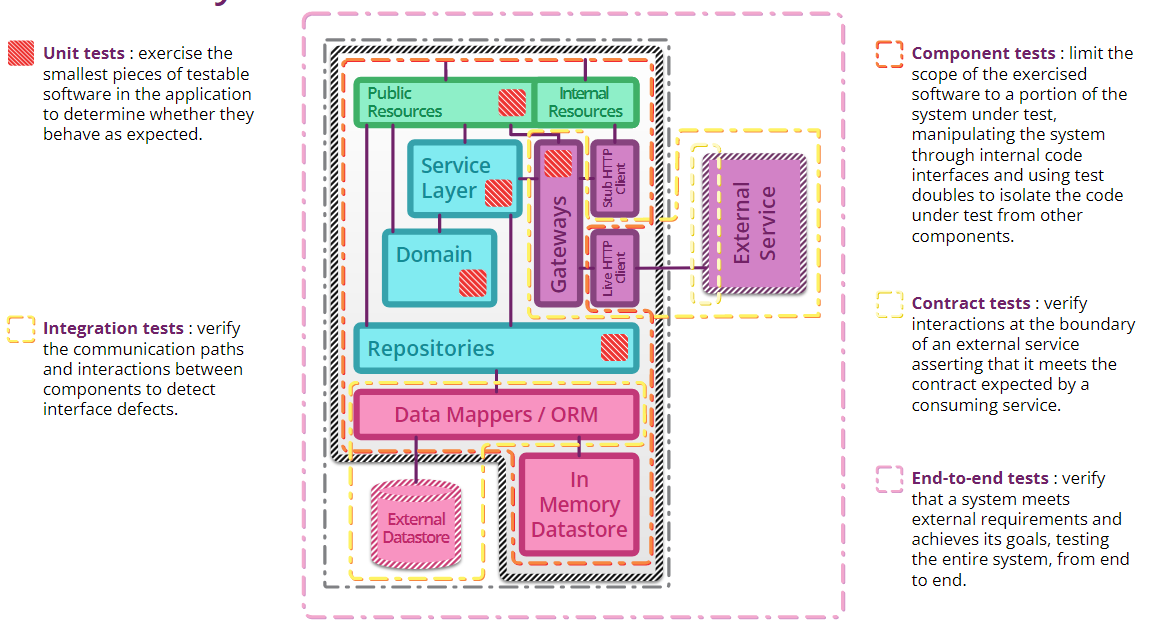 Unit tests : exercise the
smallest pieces of testable
software in the application
to determine whether they
behave as expected.
Integration tests : verify
the communication paths
and interactions between
components to detect
interface defects.
Public
Resources
Internal
Resources
Service
Layer
Domain
Gateways
Stub HTTP
Client
Live HTTP
Client
External
Service
Repositories
Data Mappers / ORM
External
Datastore
In
Memory
Datastore
Component tests : limit the
scope of the exercised
software to a portion of the
system under test,
manipulating the system
through internal code
interfaces and using test
doubles to isolate the code
under test from other
components.
Contract tests : verify
interactions at the boundary
of an external service
asserting that it meets the
contract expected by a
consuming service.
End-to-end tests : verify
that a system meets
external requirements and
achieves its goals, testing
the entire system, from end
to end.